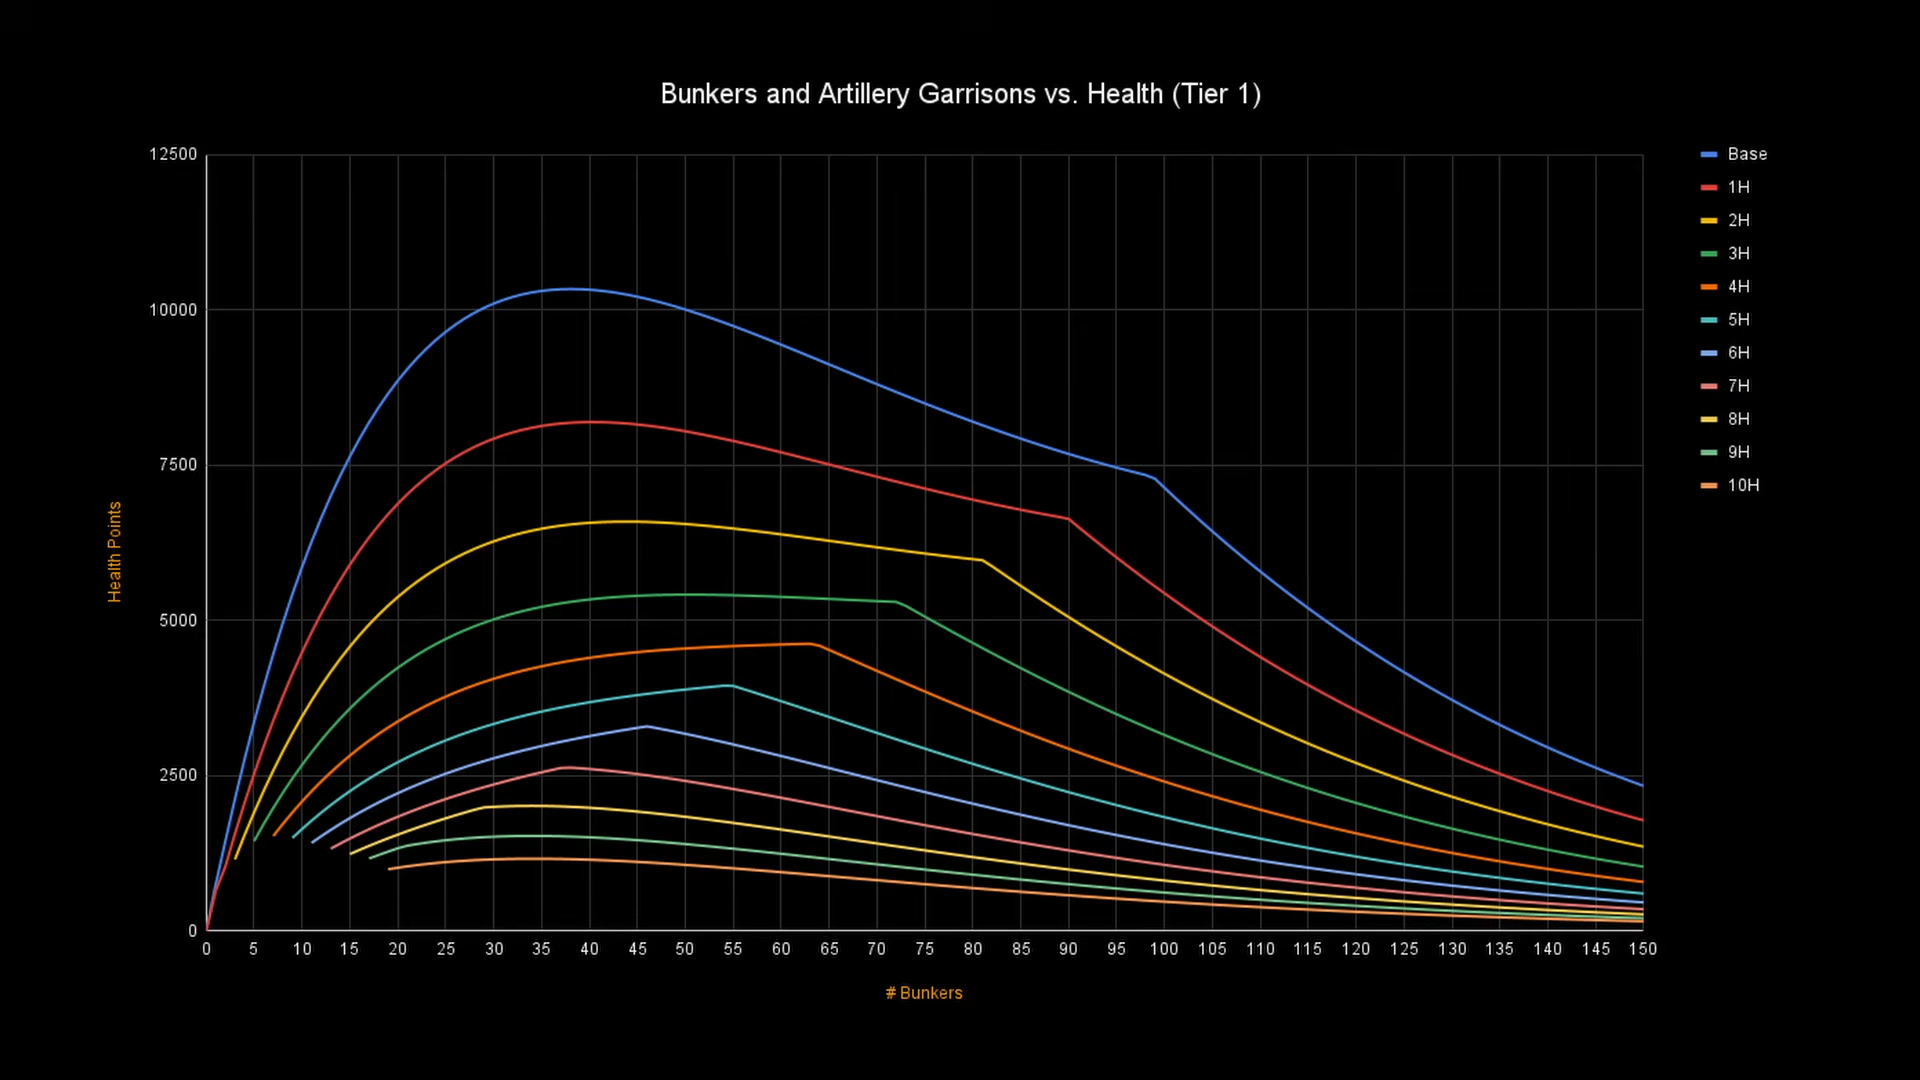 Bunkers and Artillery Garrisons vs. Health (Tier 1)
12500
10000
7500
5000
2500
0
Health Points
0 5 10 15 20 25 30 35 40 45 50 55 60 65 70 75 80 85 90 95 100 105 110 115 120 125 130 135 140 145 150
# Bunkers
Base
1H
2H
3H
4H
5H
6H
7H
8H
9H
10H